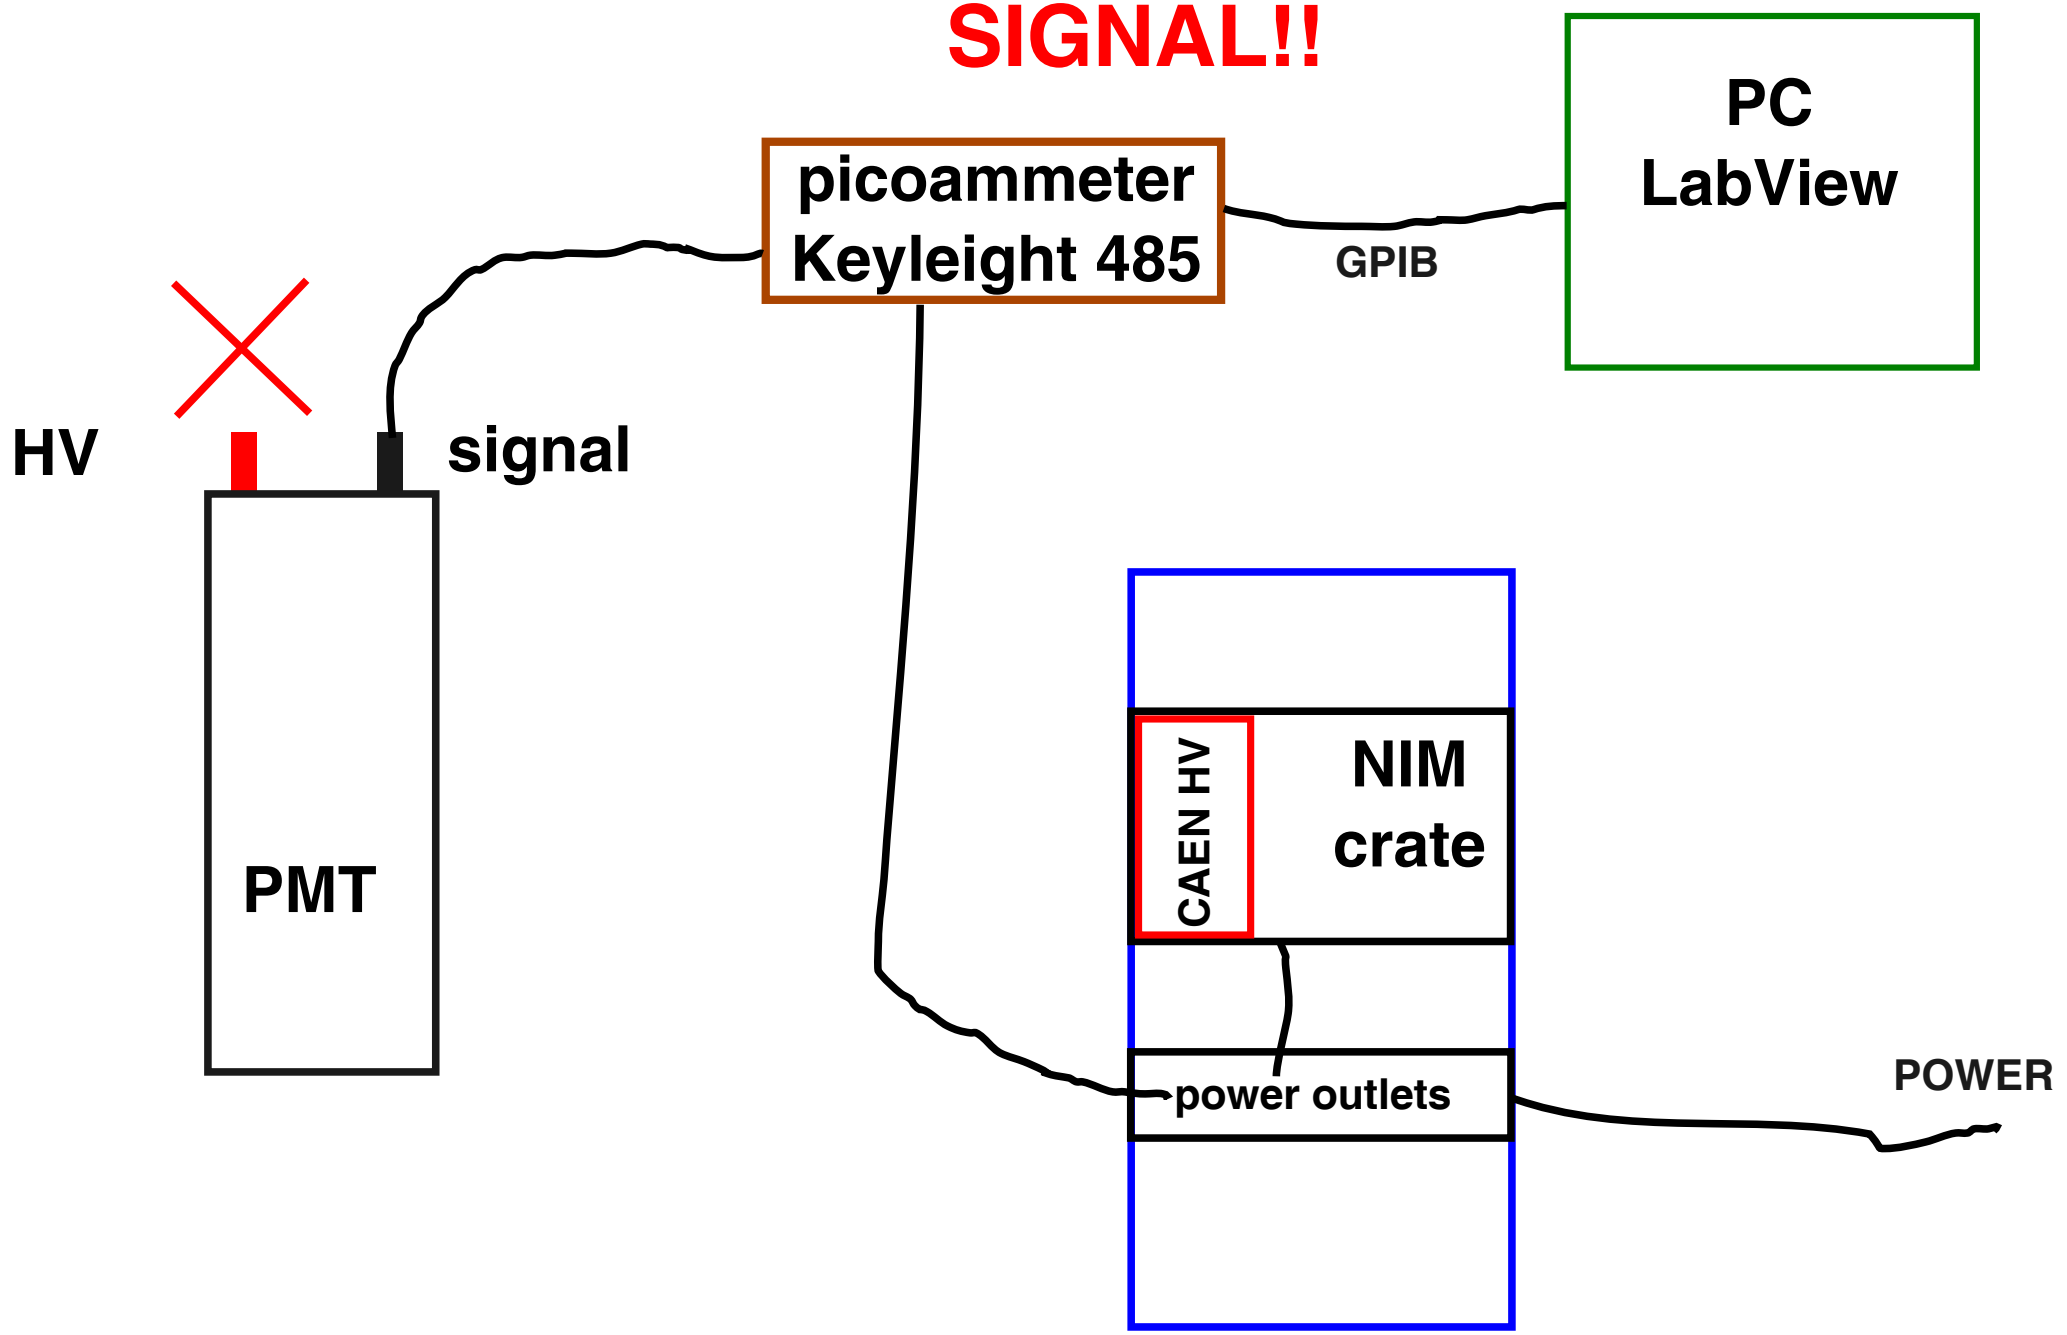 SIGNAL!!
PC
LabView
picoammeter
Keyleight 485
GPIB
HV
signal
PMT
CAEN HV
NIM
crate
power outlets
POWER